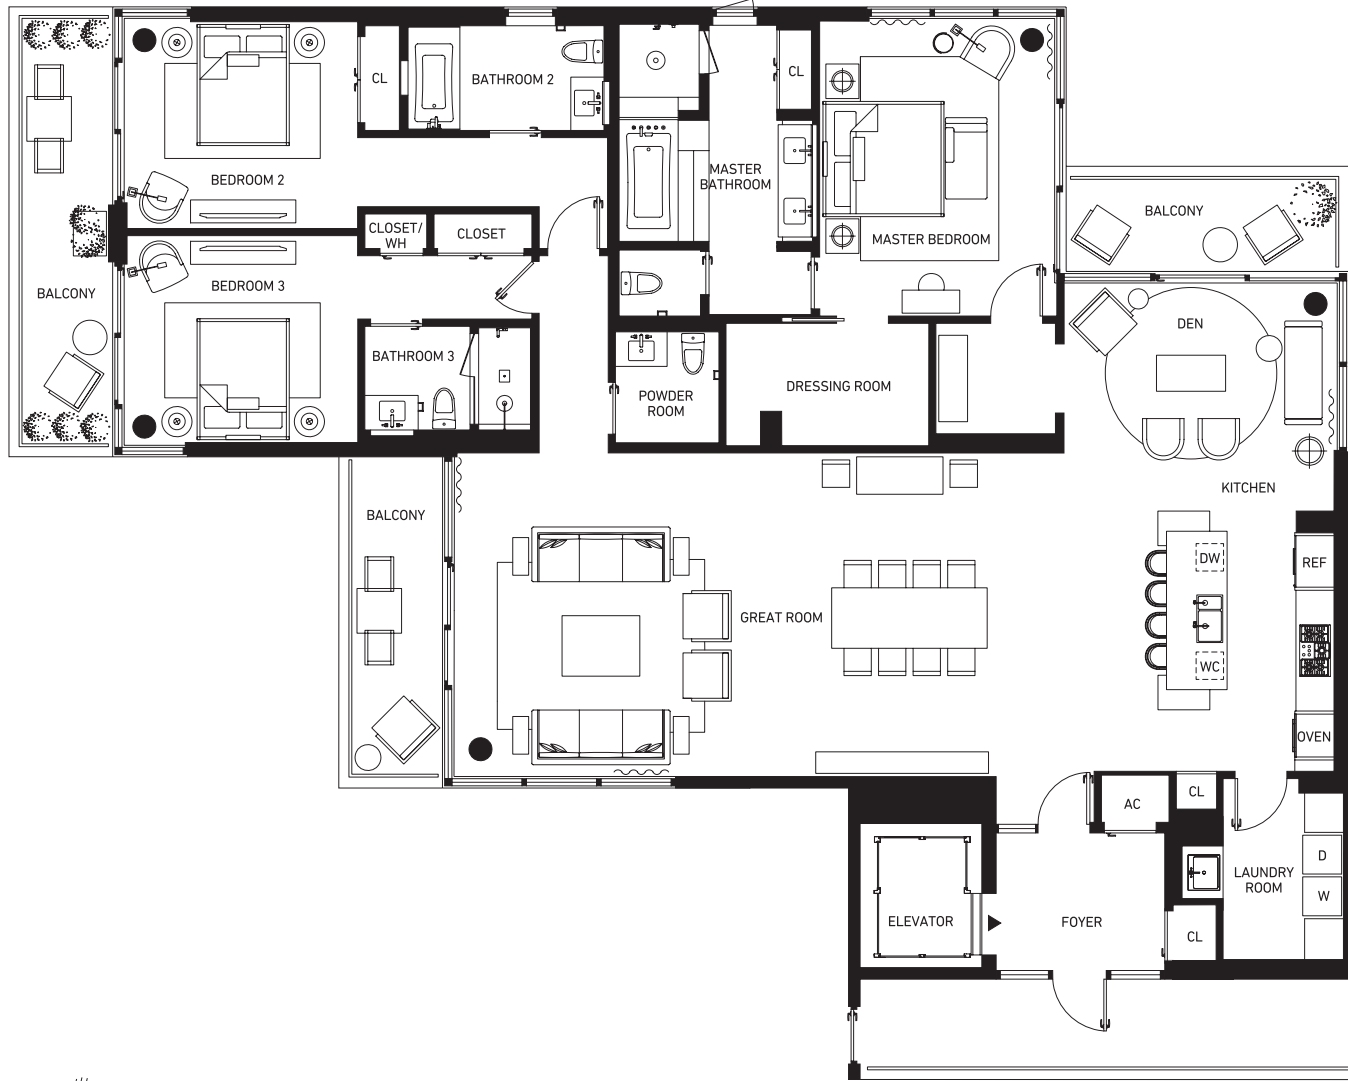 CL
BATHROOM 2
CL
BEDROOM 2
MASTER
BATHROOM
BALCONY
CLOSET/
WH
CLOSET
MASTER BEDROOM
BALCONY
BEDROOM 3
DEN
BATHROOM 3
POWDER
ROOM
DRESSING ROOM
KITCHEN
BALCONY
DW
REF
GREAT ROOM
WC
OVEN
AC
CL
D
LAUNDRY
ROOM
W
ELEVATOR
FOYER
CL